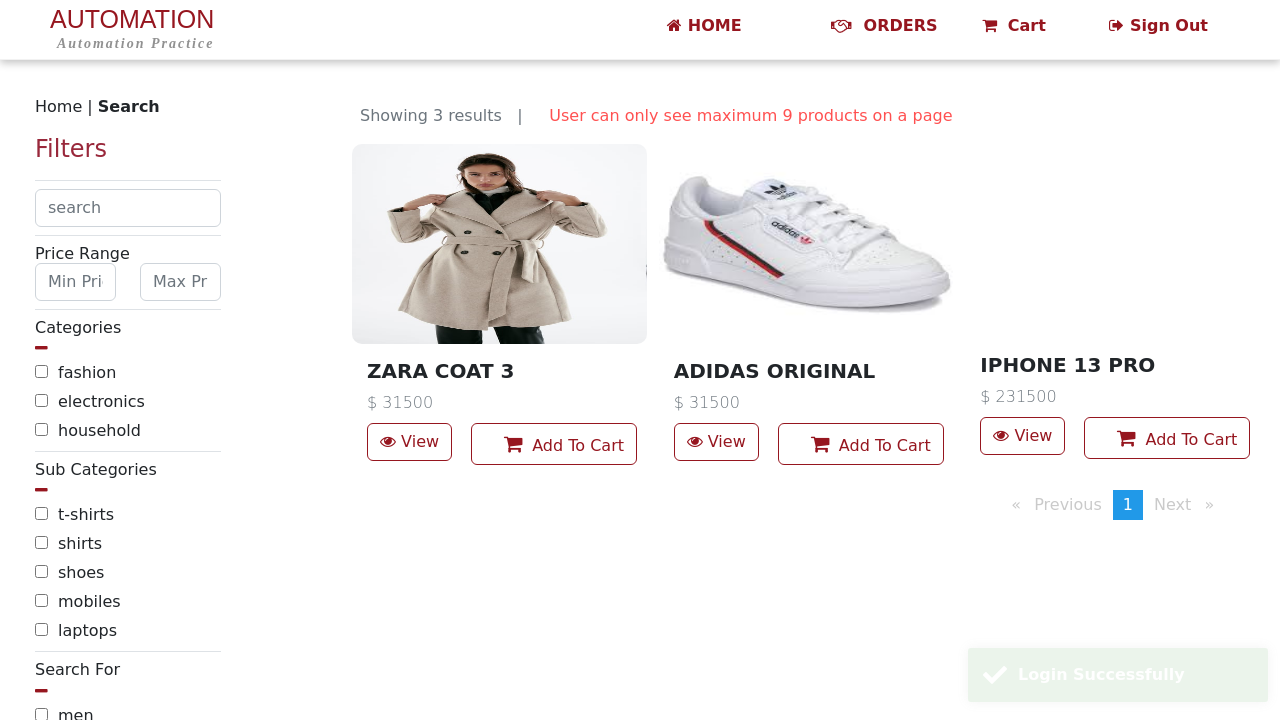 AUTOMATION
Automation Practice
HOME
ORDERS
Cart
Sign Out
Home | Search
Filters
search
Price Range
Min Pri
Max Pr
Categories
fashion
electronics
household
Sub Categories
t-shirts
shirts
shoes
mobiles
laptops
Search For
men
Showing 3 results |
User can only see maximum 9 products on a page
adidas
adidas
ZARA COAT 3
$ 31500
View
Add To Cart
ADIDAS ORIGINAL
$ 31500
View
Add To Cart
IPHONE 13 PRO
$ 231500
View
Add To Cart
« Previous 1 Next »
Login Successfully